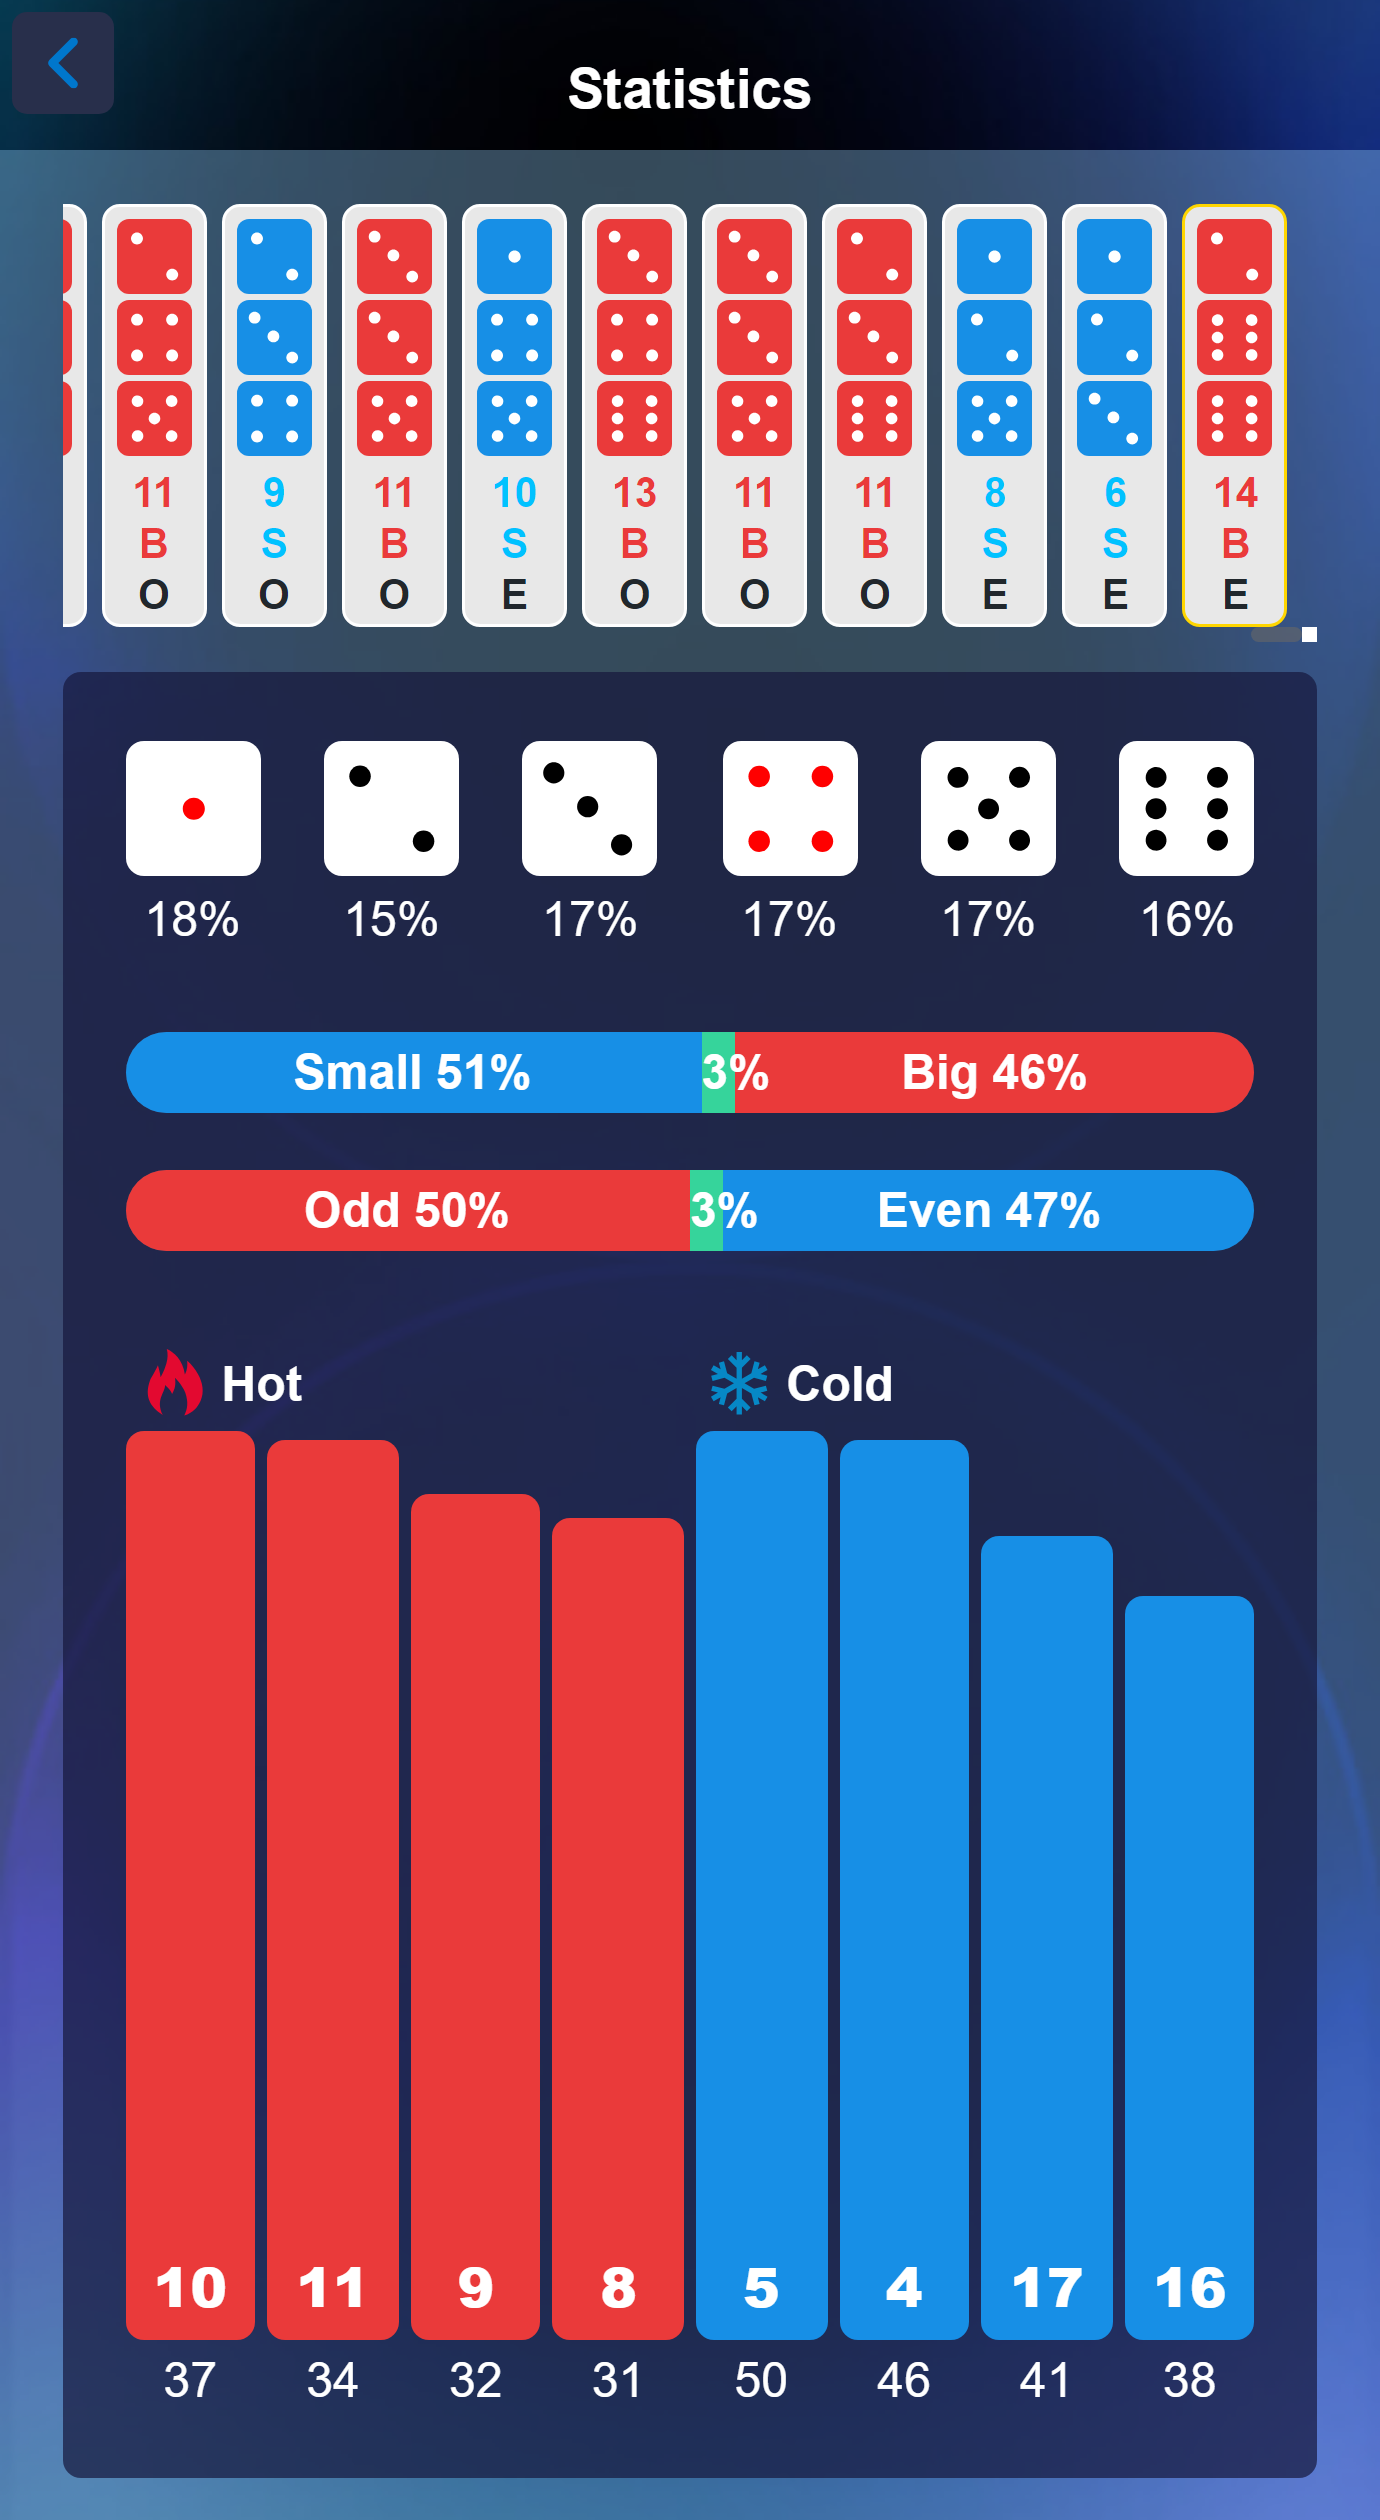 Statistics
11 9 11 10 13 11 11 8 6 14
B S B S B B B S S B
O O O E O O O E E E
18% 15% 17% 17% 17% 16%
Small 51% 3% Big 46%
Odd 50% 3% Even 47%
Hot Cold
10 11 9 8 5 4 17 16
37 34 32 31 50 46 41 38